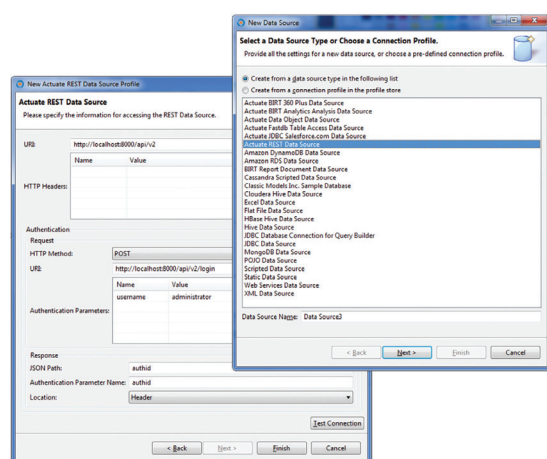 New Data Source
Select a Data Source Type or Choose a Connection Profile.
Provide all the settings for a new data source, or choose a pre-defined connection profile.
Create from a data source type in the following list
Create from a connection profile in the profile store
Actuate BIRT 360 Plus Data Source
Actuate BIRT Analytics Analysis Data Source
Actuate Data Object Data Source
Actuate Fastdb Table Access Data Source
Actuate JDBC Salesforce.com Data Source
Actuate REST Data Source
Amazon DynamoDB Data Source
Amazon RDS Data Source
BIRT Report Document Data Source
Cassandra Scripted Data Source
Classic Models Inc. Sample Database
Cloudera Hive Data Source
Excel Data Source
Flat File Data Source
HBase Hive Data Source
Hive Data Source
JDBC Database Connection for Query Builder
JDBC Data Source
MongoDB Data Source
POJO Data Source
Scripted Data Source
Static Data Source
Web Services Data Source
XML Data Source
Data Source Name: Data Source3
< Back Next > Finish Cancel
New Actuate REST Data Source Profile
Actuate REST Data Source
Please specify the information for accessing the REST Data Source.
URI: http://localhost:8000/api/v2
Name Value
HTTP Headers:
Authentication
Request
HTTP Method: POST
URI: http://localhost:8000/api/v2/login
Name Value
username administrator
Authentication Parameters:
Response
JSON Path: authid
Authentication Parameter Name: authid
Location: Header
Test Connection
< Back Next > Finish Cancel